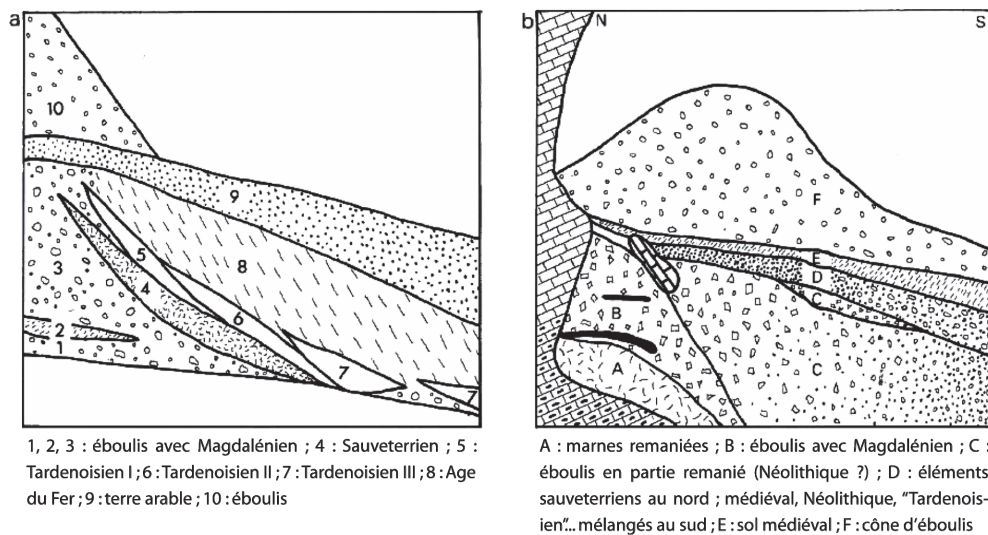 a
10
9
8
3
5
4
6
2
1
7
7
1, 2, 3 : éboulis avec Magdalénien ; 4 : Sauveterrien ; 5 :
Tardenoisien I ; 6 : Tardenoisien II ; 7 : Tardenoisien III ; 8 : Age
du Fer ; 9 : terre arable ; 10 : éboulis
b
N
S
F
E
D
C
B
A
C
A : marnes remaniées ; B : éboulis avec Magdalénien ; C :
éboulis en partie remanié (Néolithique ?) ; D : éléments
sauveterriens au nord ; médiéval, Néolithique, "Tardenois-
ien"... mélangés au sud ; E : sol médiéval ; F : cône d'éboulis